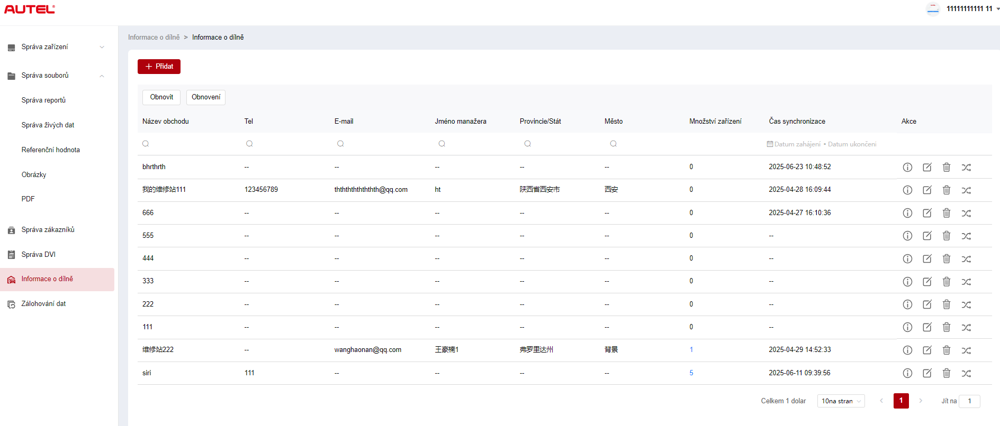 AUTEL®
11111111111 11
Správa zařízení
Správa souborů
Správa reportů
Správa živých dat
Referenční hodnota
Obrázky
PDF
Správa zákazníků
Správa DVI
Informace o dílně
Zálohování dat
Informace o dílně > Informace o dílně
+ Přidat
Obnovit Obnovení
Název obchodu Tel E-mail Jméno manažera Provincie/Stát Město Množství zařízení Čas synchronizace Akce
Datum zahájení - Datum ukončeni
bhrthrth -- -- -- -- -- 0 2025-06-23 10:48:52
我的维修站111 123456789 thththththththth@qq.com ht 陕西省西安市 西安 0 2025-04-28 16:09:44
666 -- -- -- -- -- 0 2025-04-27 16:10:36
555 -- -- -- -- -- 0 --
444 -- -- -- -- -- 0 --
333 -- -- -- -- -- 0 --
222 -- -- -- -- -- 0 --
111 -- -- -- -- -- 0 --
维修站222 -- wanghaonan@qq.com 王豪楠1 弗罗里达州 背景 1 2025-04-29 14:52:33
siri 111 -- -- -- -- 5 2025-06-11 09:39:56
Celkem 1 dolar 10na stran < 1 > Jít na 1